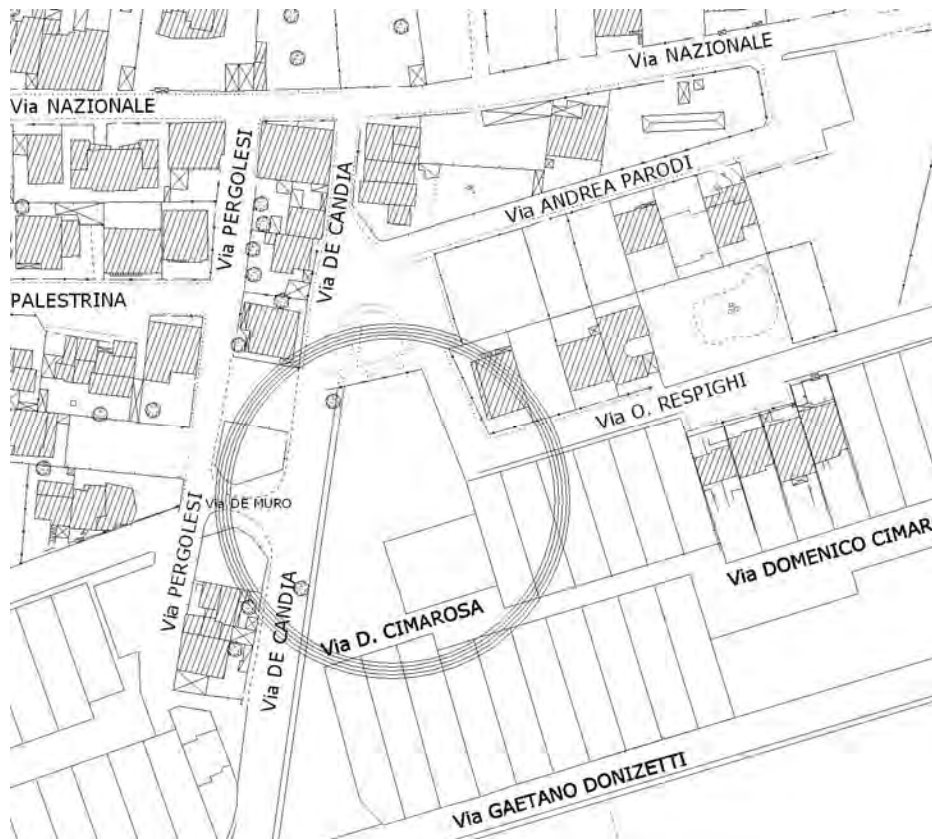 Via NAZIONALE
Via NAZIONALE
Via PERGOLESI
Via DE CANDIA
Via ANDREA PARODI
PALESTRINA
Via O. RESPIGHI
Via DE MURO
Via PERGOLESI
Via DE CANDIA
Via D. CIMAROSA
Via DOMENICO CIMAR
Via GAETANO DONIZETTI